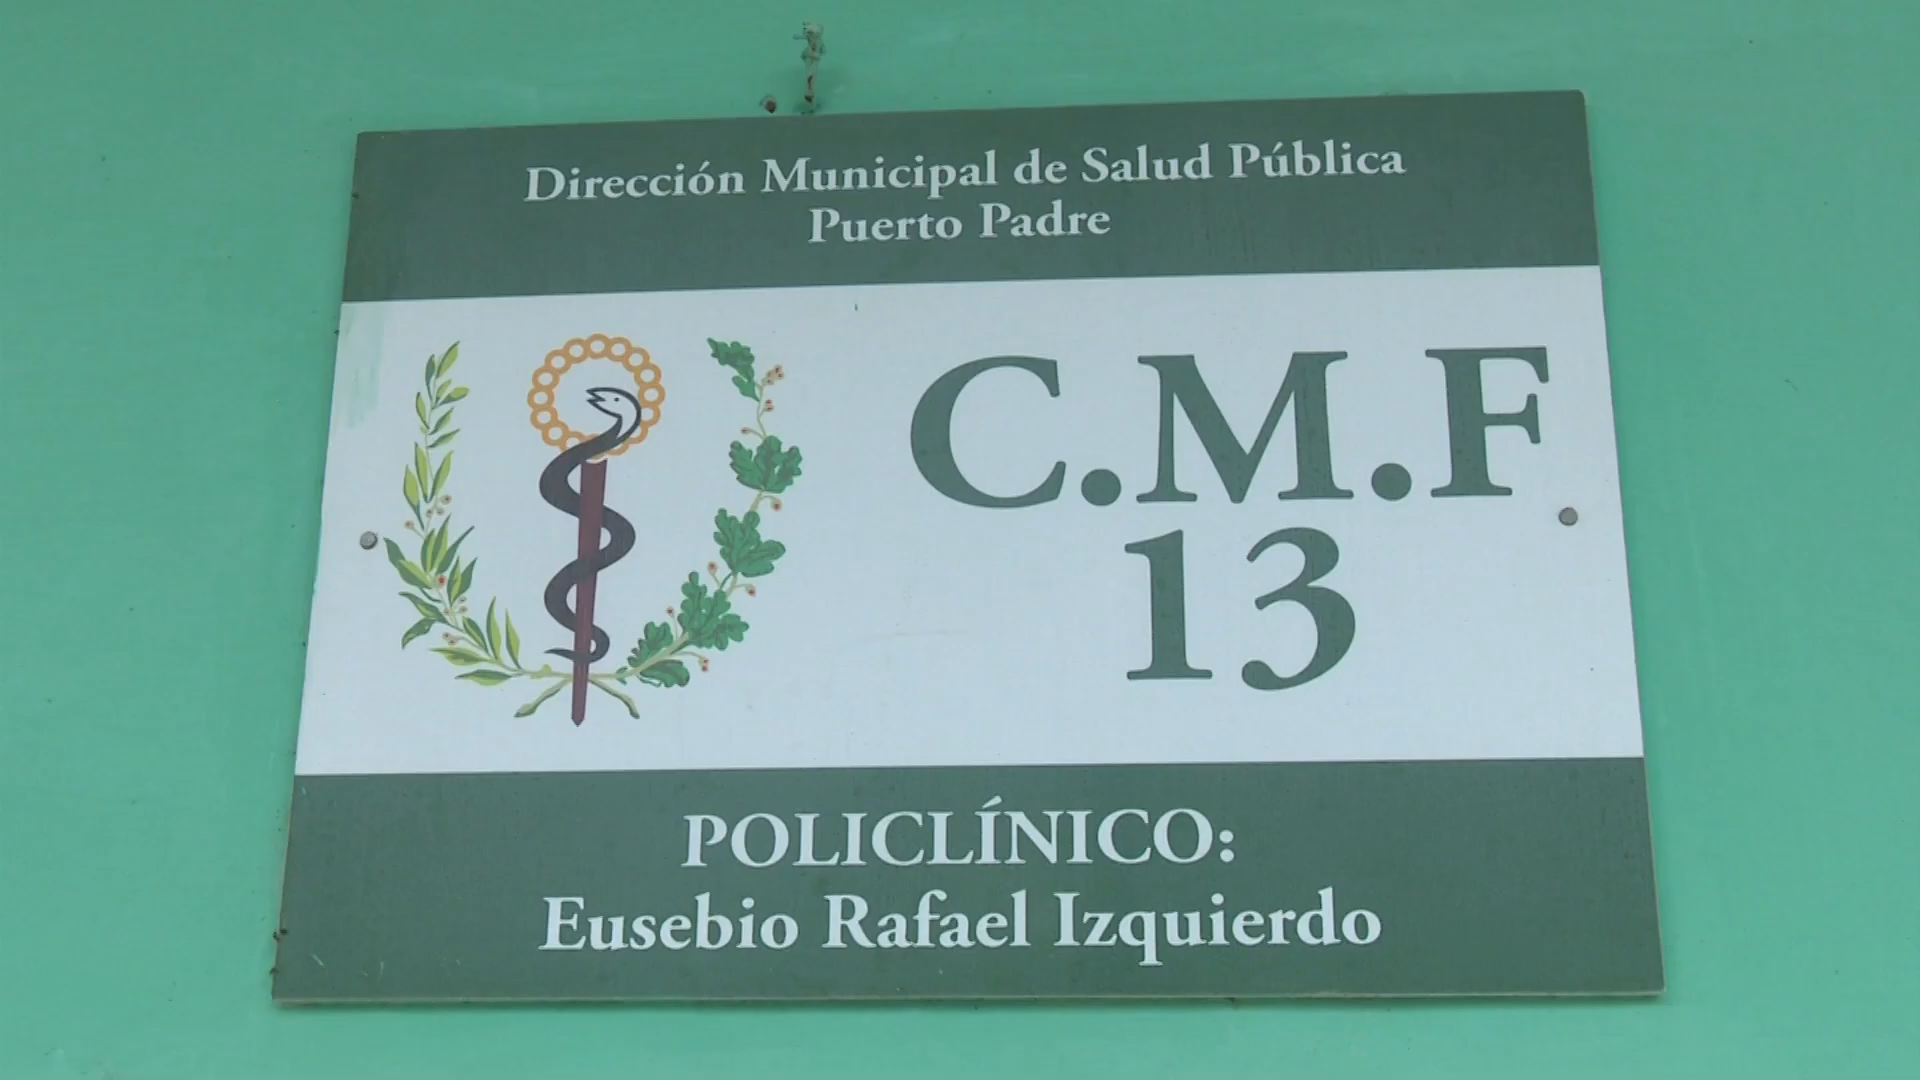 Dirección Municipal de Salud Pública
Puerto Padre
C.M.F
13
POLICLÍNICO:
Eusebio Rafael Izquierdo